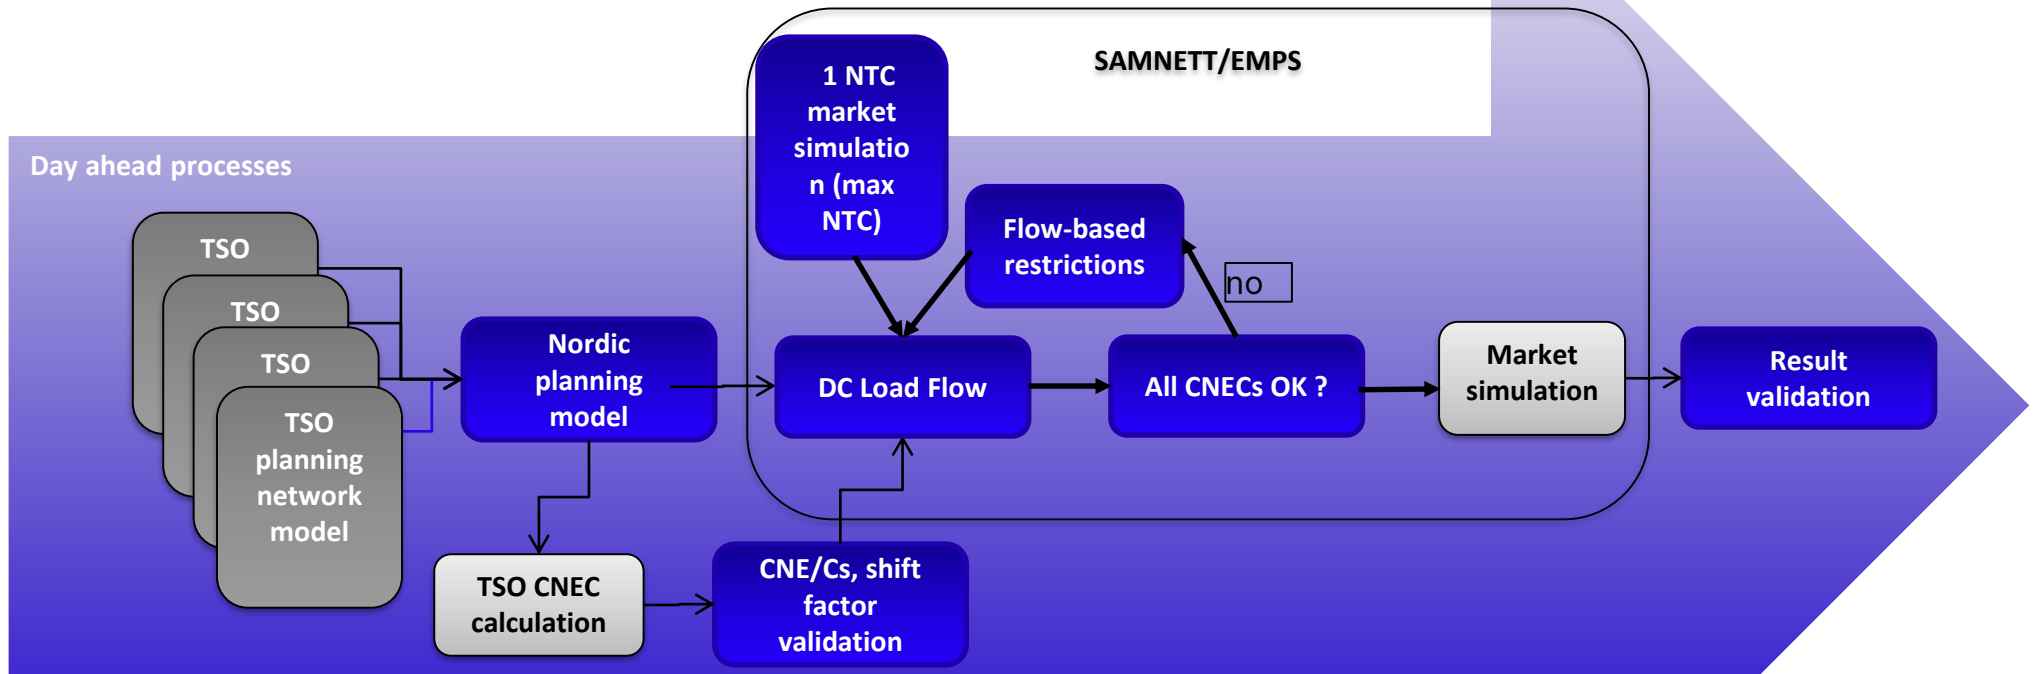 SAMNETT/EMPS
1 NTC
market
simulatio
n (max
NTC)
Day ahead processes
Flow-based
restrictions
no
TSO
TSO
TSO
TSO
planning
network
model
Nordic
planning
model
DC Load Flow
All CNECs OK ?
Market
simulation
Result
validation
TSO CNEC
calculation
CNE/Cs, shift
factor
validation